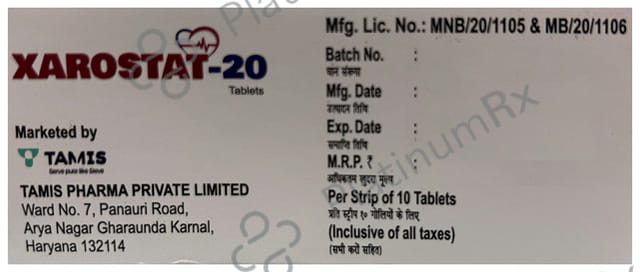 XAROSTAT-20
Tablets
Marketed by
TAMIS
Serve pure like Sieve
TAMIS PHARMA PRIVATE LIMITED
Ward No. 7, Panauri Road,
Arya Nagar Gharaunda Karnal,
Haryana 132114
Mfg. Lic. No.: MNB/20/1105 & MB/20/1106
Batch No. :
घान संख्या
Mfg. Date :
उत्पादन तिथि
Exp. Date :
समाप्ति तिथि
M.R.P. ₹ :
अधिकतम खुदरा मूल्य
Per Strip of 10 Tablets
प्रति स्ट्रीप १० गोलियों के लिए
(Inclusive of all taxes)
(सभी करों सहित)
PlatinumRx